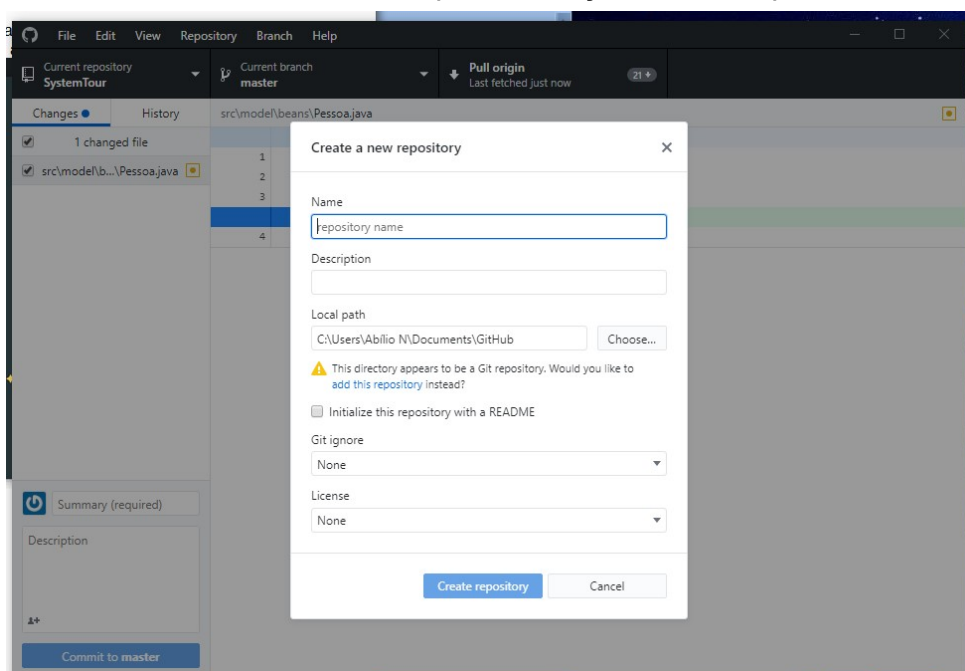 File Edit View Repository Branch Help
Current repository
SystemTour
Current branch
master
Pull origin
Last fetched just now
21
Changes
History
src\model\beans\Pessoa.java
1 changed file
src\model\b...\Pessoa.java
1
2
3
4
Create a new repository
Name
repository name
Description
Local path
C:\Users\Abílio N\Documents\GitHub
Choose...
This directory appears to be a Git repository. Would you like to
add this repository instead?
Initialize this repository with a README
Git ignore
None
License
None
Create repository
Cancel
Summary (required)
Description
Commit to master